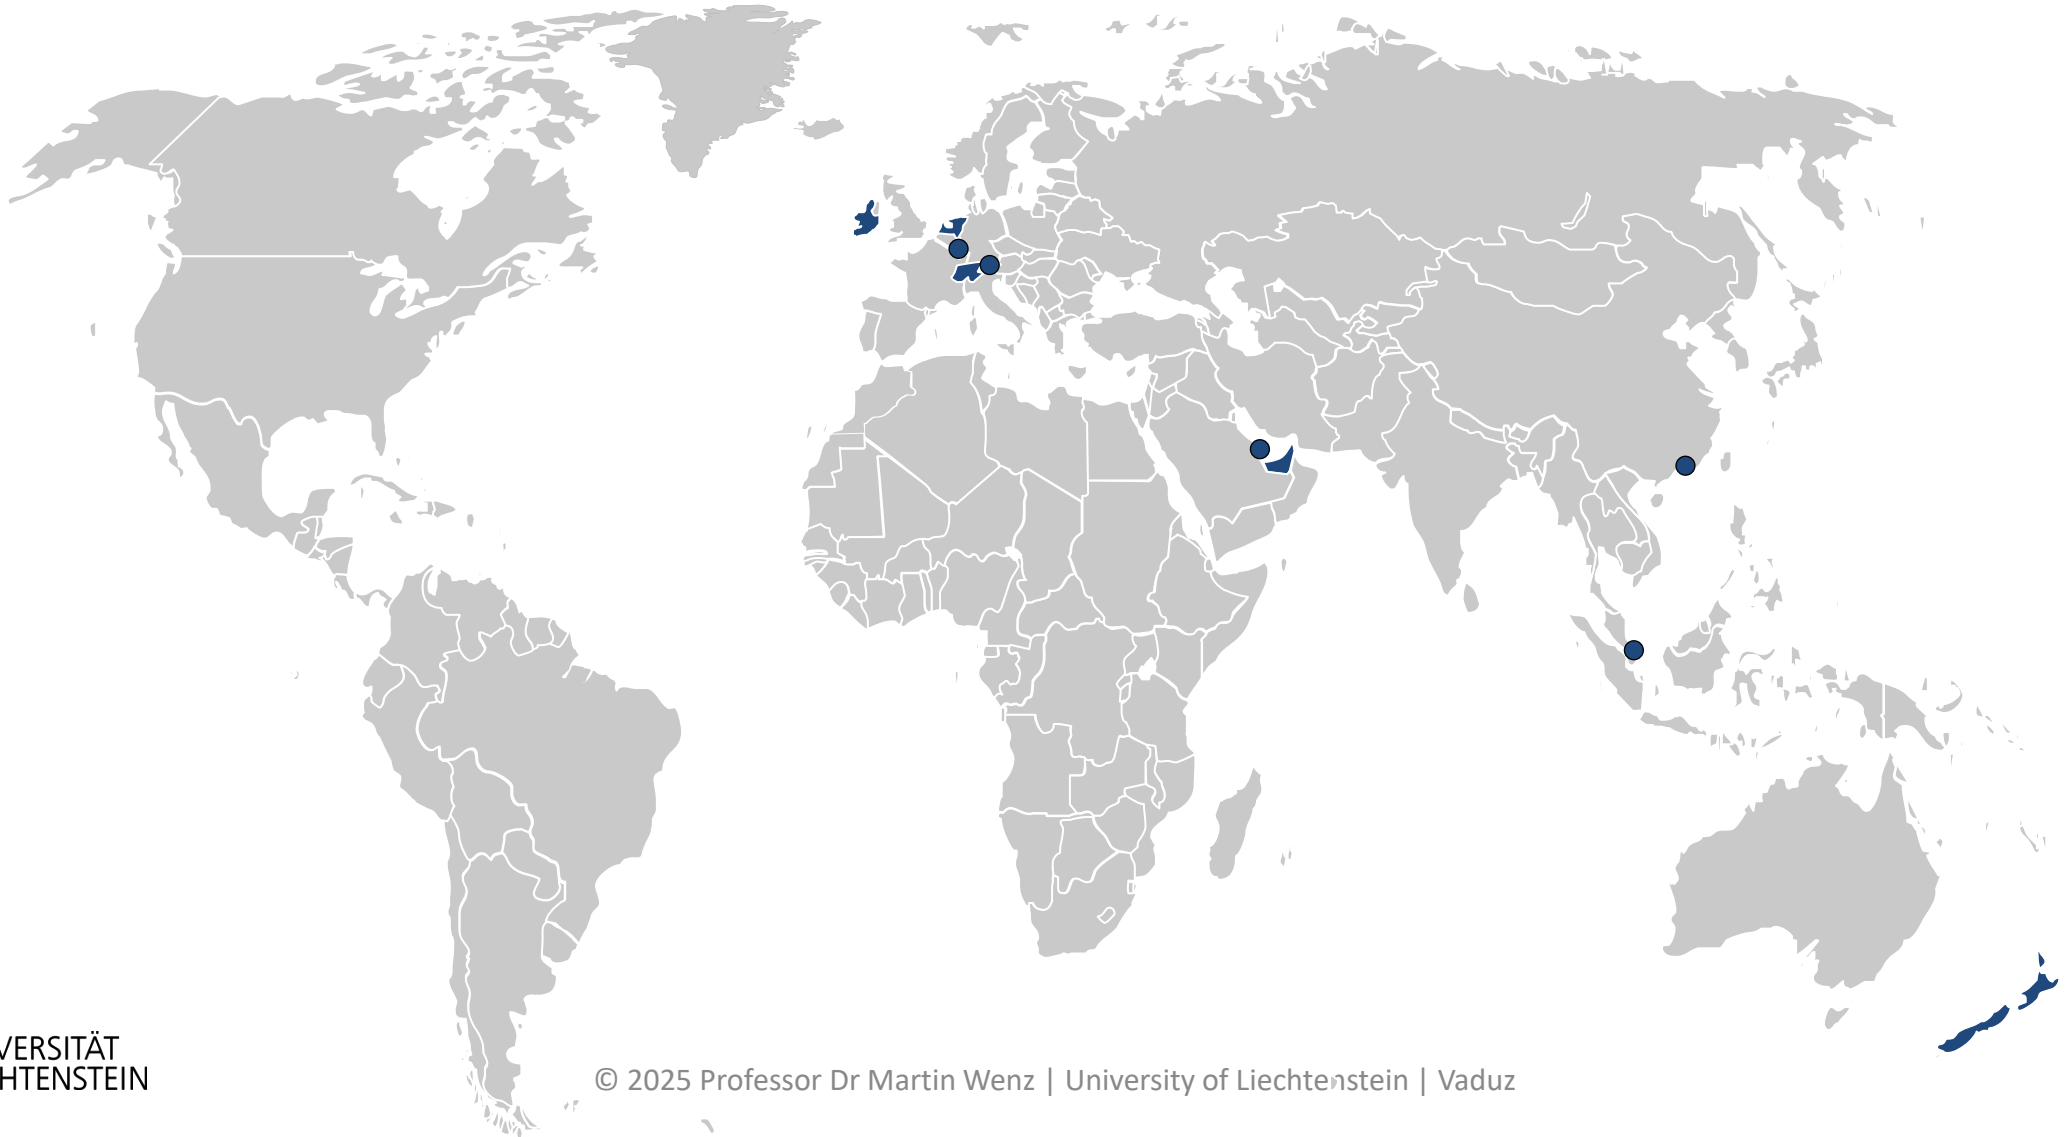 VERSITÄT
HTENSTEIN
© 2025 Professor Dr Martin Wenz | University of Liechtenstein | Vaduz